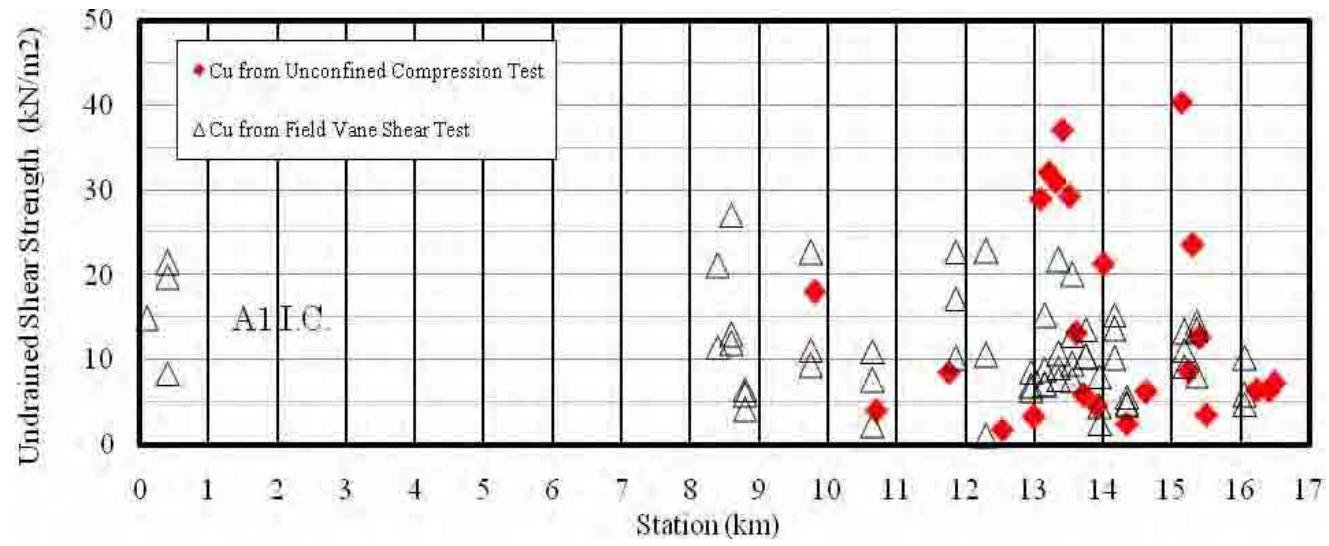 Undrained Shear Strength (kN/m2)
50
40
30
20
10
0
Cu from Unconfined Compression Test
Cu from Field Vane Shear Test
A1 I.C.
0 1 2 3 4 5 6 7 8 9 10 11 12 13 14 15 16 17
Station (km)